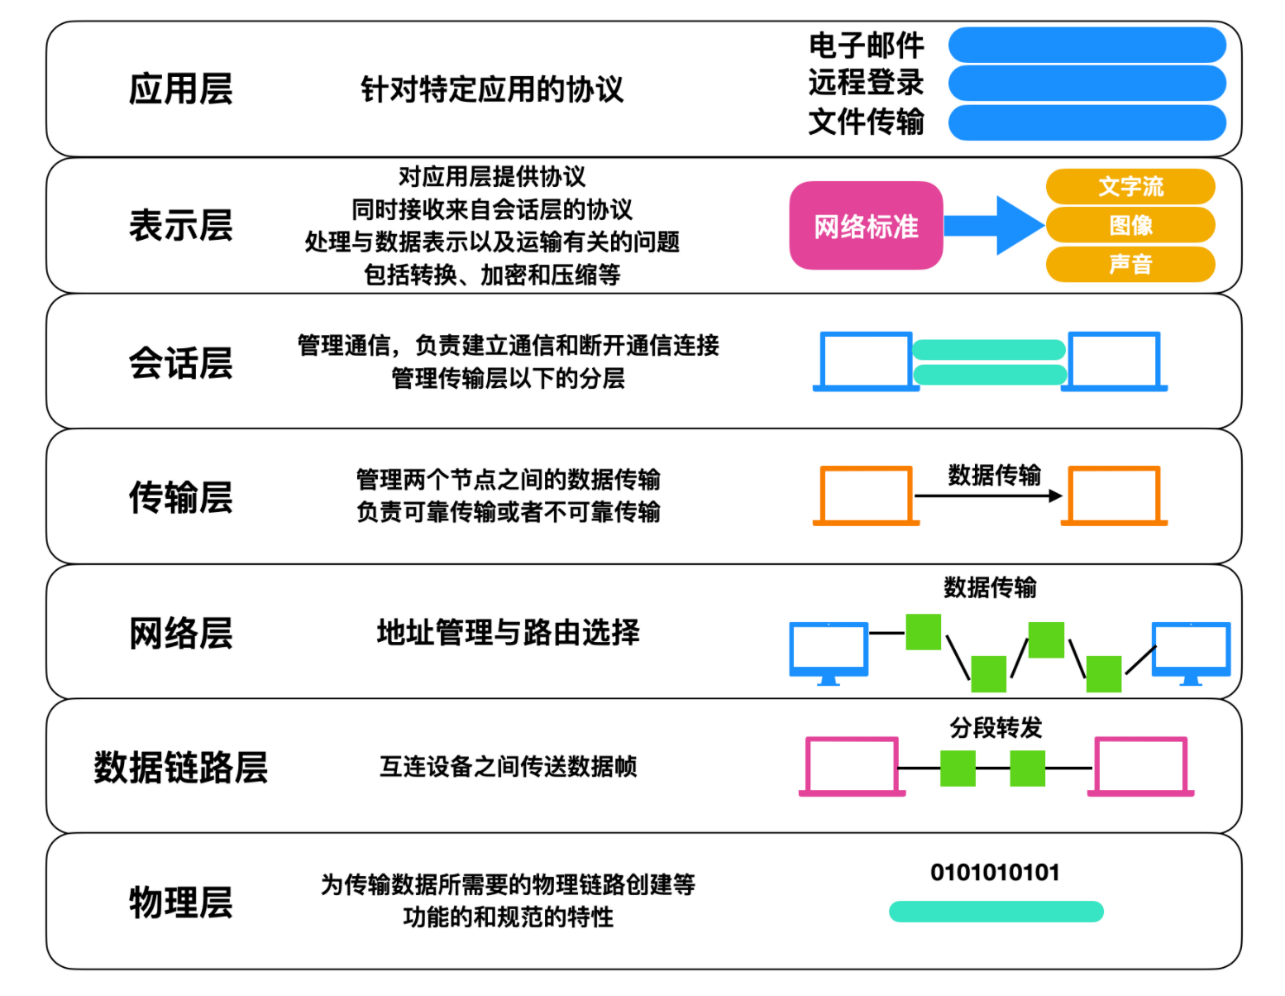 应用层
针对特定应用的协议
电子邮件
远程登录
文件传输
表示层
对应用层提供协议
同时接收来自会话层的协议
处理与数据表示以及运输有关的问题
包括转换、加密和压缩等
网络标准
文字流
图像
声音
会话层
管理通信，负责建立通信和断开通信连接
管理传输层以下的分层
传输层
管理两个节点之间的数据传输
负责可靠传输或者不可靠传输
数据传输
网络层
地址管理与路由选择
数据传输
数据链路层
互连设备之间传送数据帧
分段转发
物理层
为传输数据所需要的物理链路创建等
功能的和规范的特性
0101010101